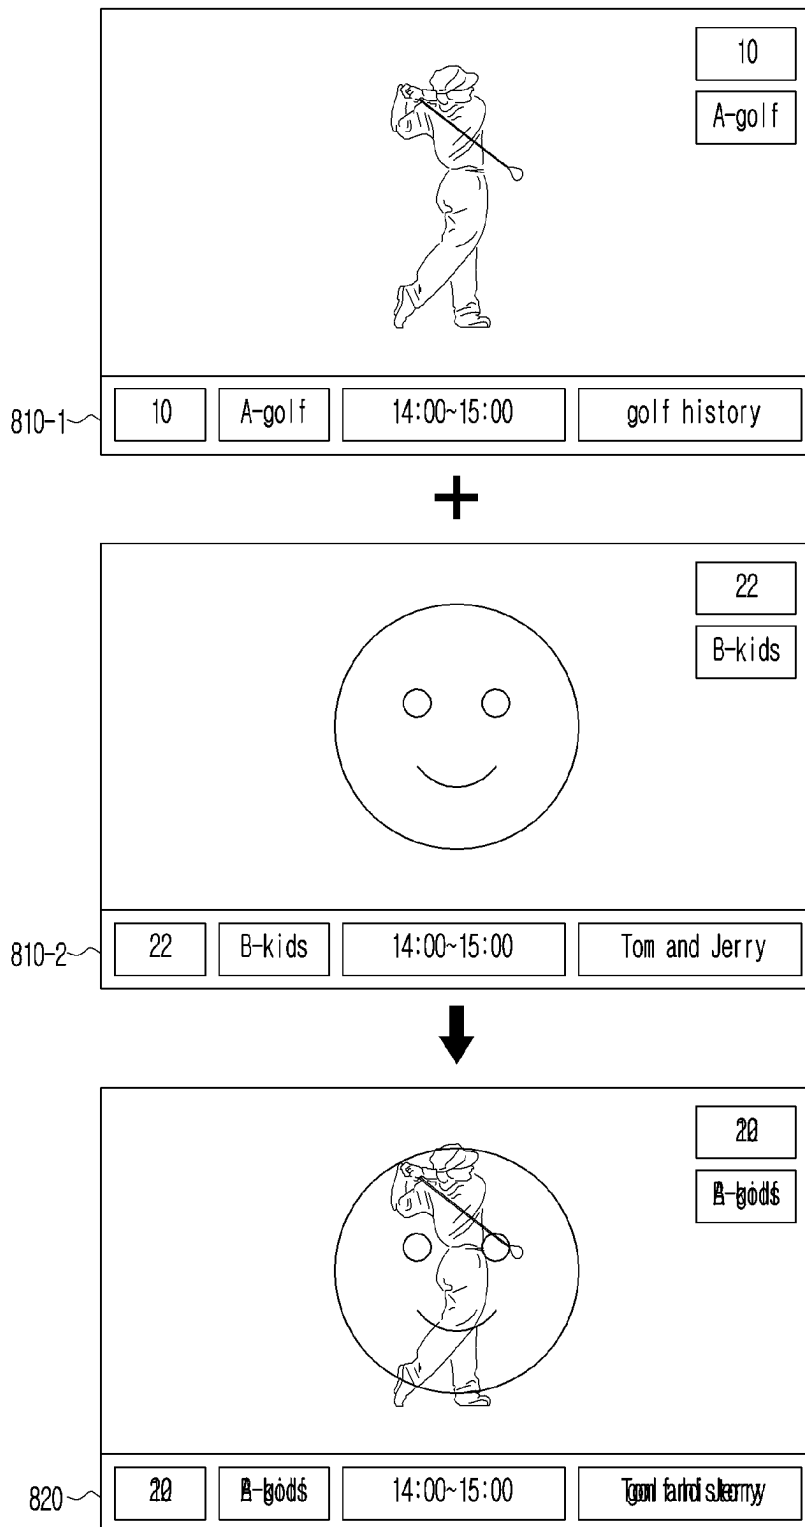 10
A-golf
810-1
10 A-golf 14:00~15:00 golf history
22
B-kids
810-2
22 B-kids 14:00~15:00 Tom and Jerry
820
14:00~15:00